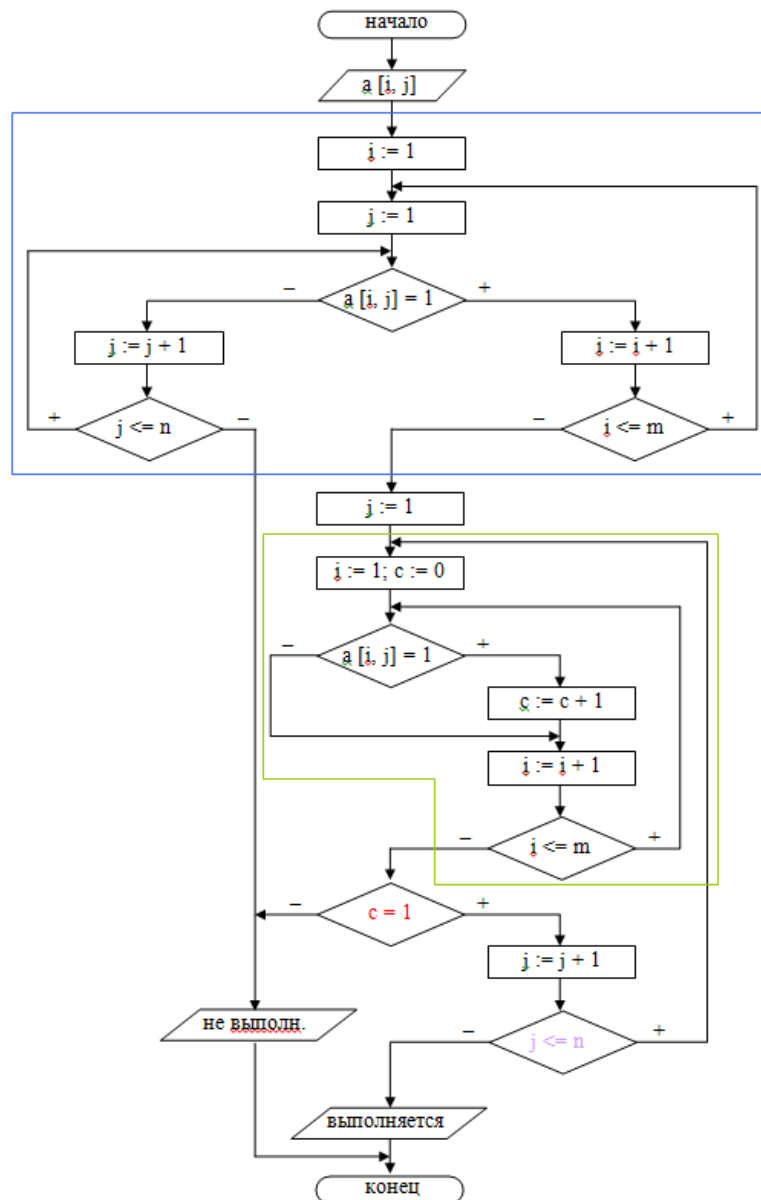 начало
a [i, j]
i := 1
j := 1
– a [i, j] = 1 +
j := j + 1
i := i + 1
+ j <= n –
– i <= m +
j := 1
i := 1; c := 0
– a [i, j] = 1 +
c := c + 1
i := i + 1
– i <= m +
– c = 1 +
j := j + 1
не выполн.
– j <= n +
выполняется
конец